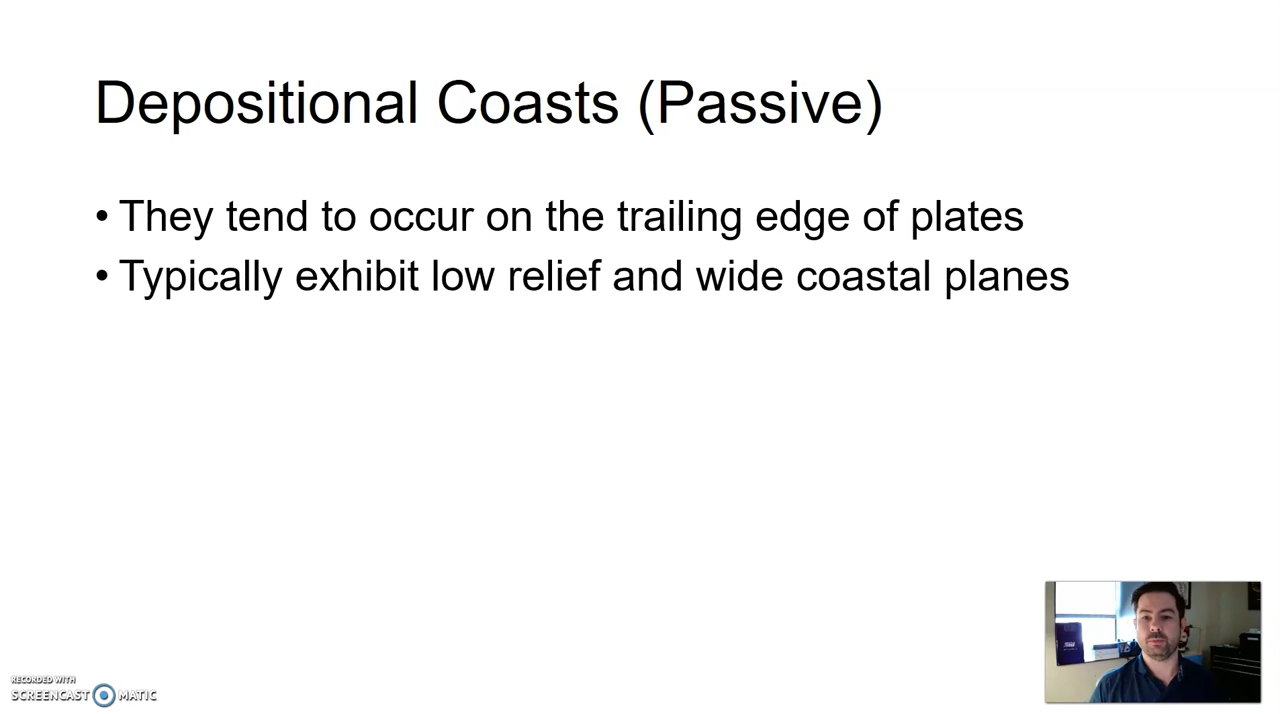 Depositional Coasts (Passive)
• They tend to occur on the trailing edge of plates
• Typically exhibit low relief and wide coastal planes
RECORDED WITH
SCREENCAST MATIC